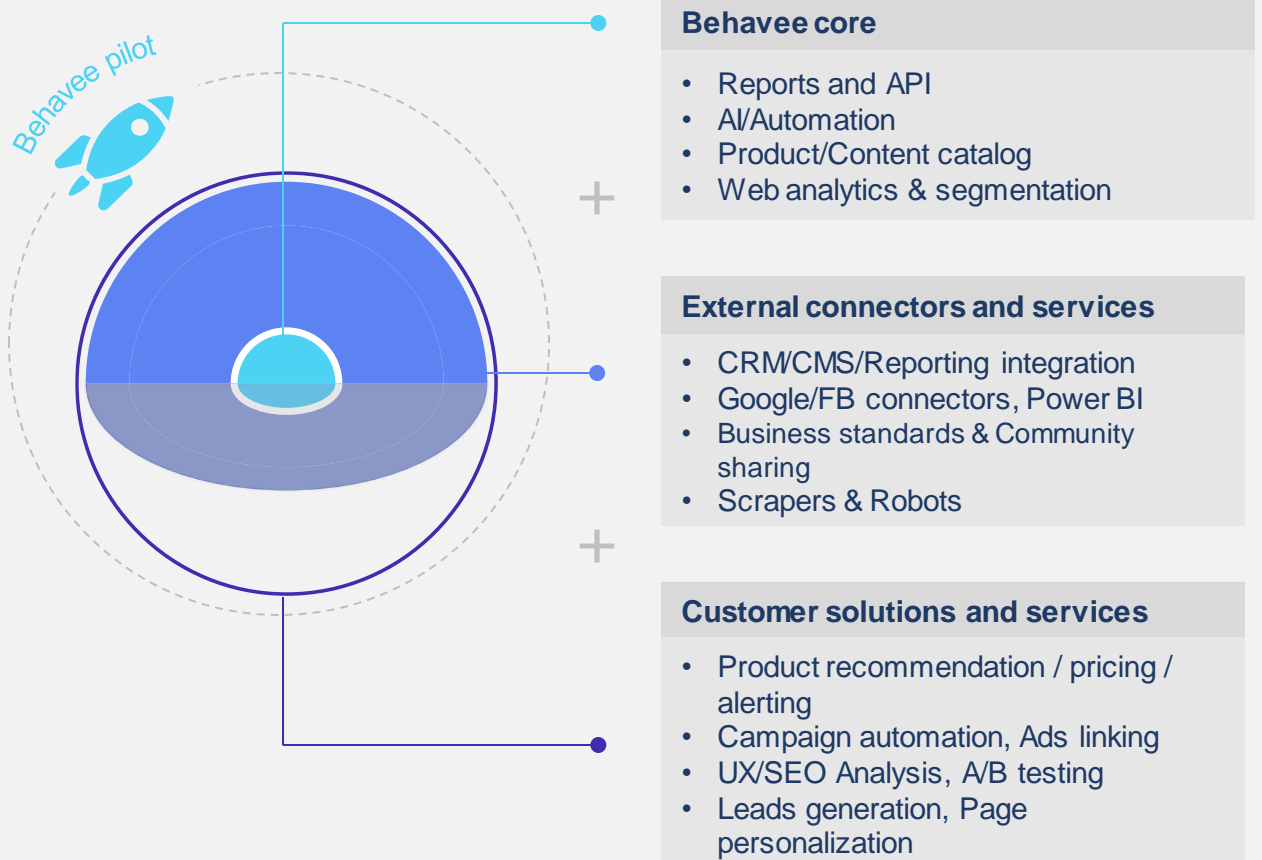 Behavee pilot
Behavee core
• Reports and API
• AI/Automation
• Product/Content catalog
• Web analytics & segmentation
+
External connectors and services
• CRM/CMS/Reporting integration
• Google/FB connectors, Power BI
• Business standards & Community
sharing
• Scrapers & Robots
+
Customer solutions and services
• Product recommendation / pricing /
alerting
• Campaign automation, Ads linking
• UX/SEO Analysis, A/B testing
• Leads generation, Page
personalization